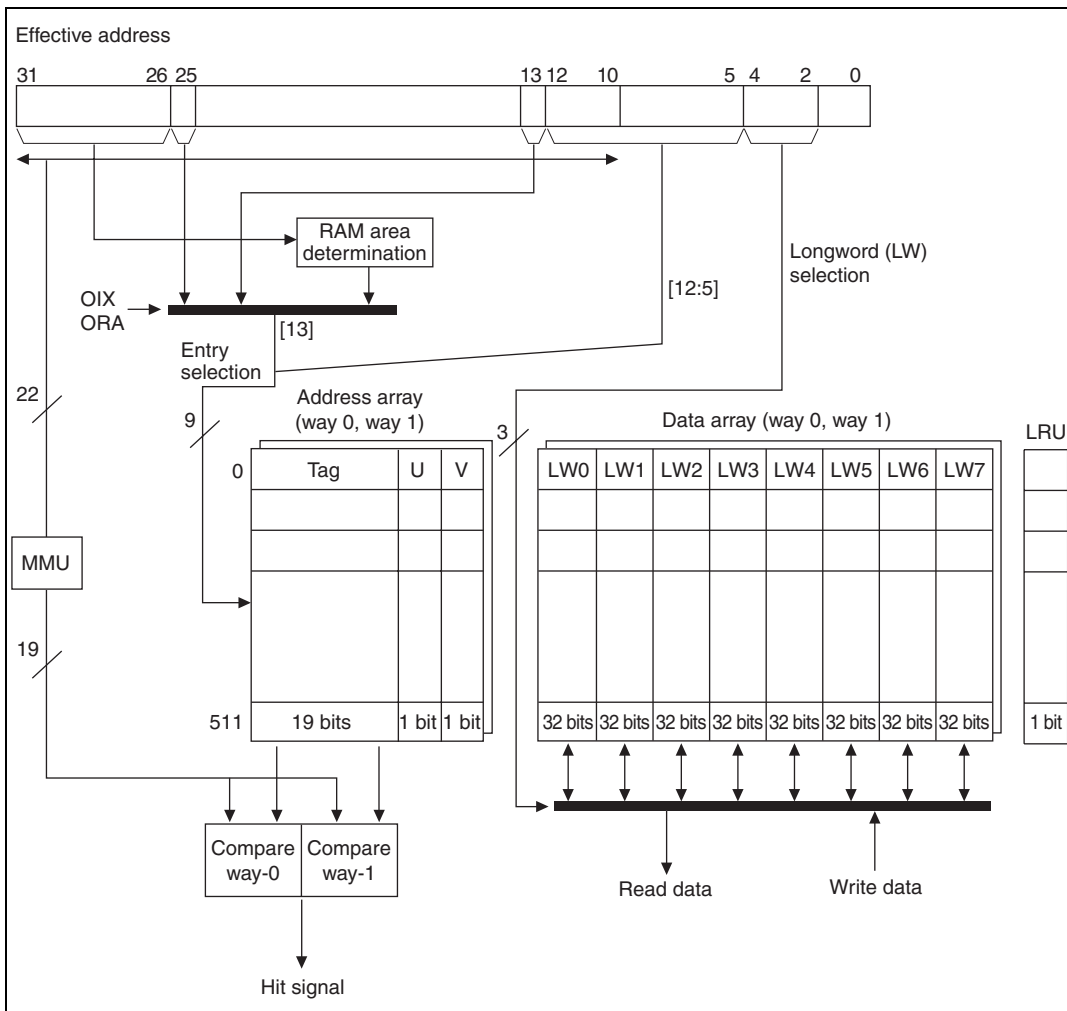 Effective address
31 26 25 13 12 10 5 4 2 0
RAM area
determination
Longword (LW)
selection
[12:5]
OIX
ORA
[13]
Entry
selection
22
9
Address array
(way 0, way 1)
3
Data array (way 0, way 1)
LRU
0 Tag U V LW0 LW1 LW2 LW3 LW4 LW5 LW6 LW7
MMU
19
511 19 bits 1 bit 1 bit 32 bits 32 bits 32 bits 32 bits 32 bits 32 bits 32 bits 32 bits 1 bit
Compare
way-0
Compare
way-1
Read data
Write data
Hit signal